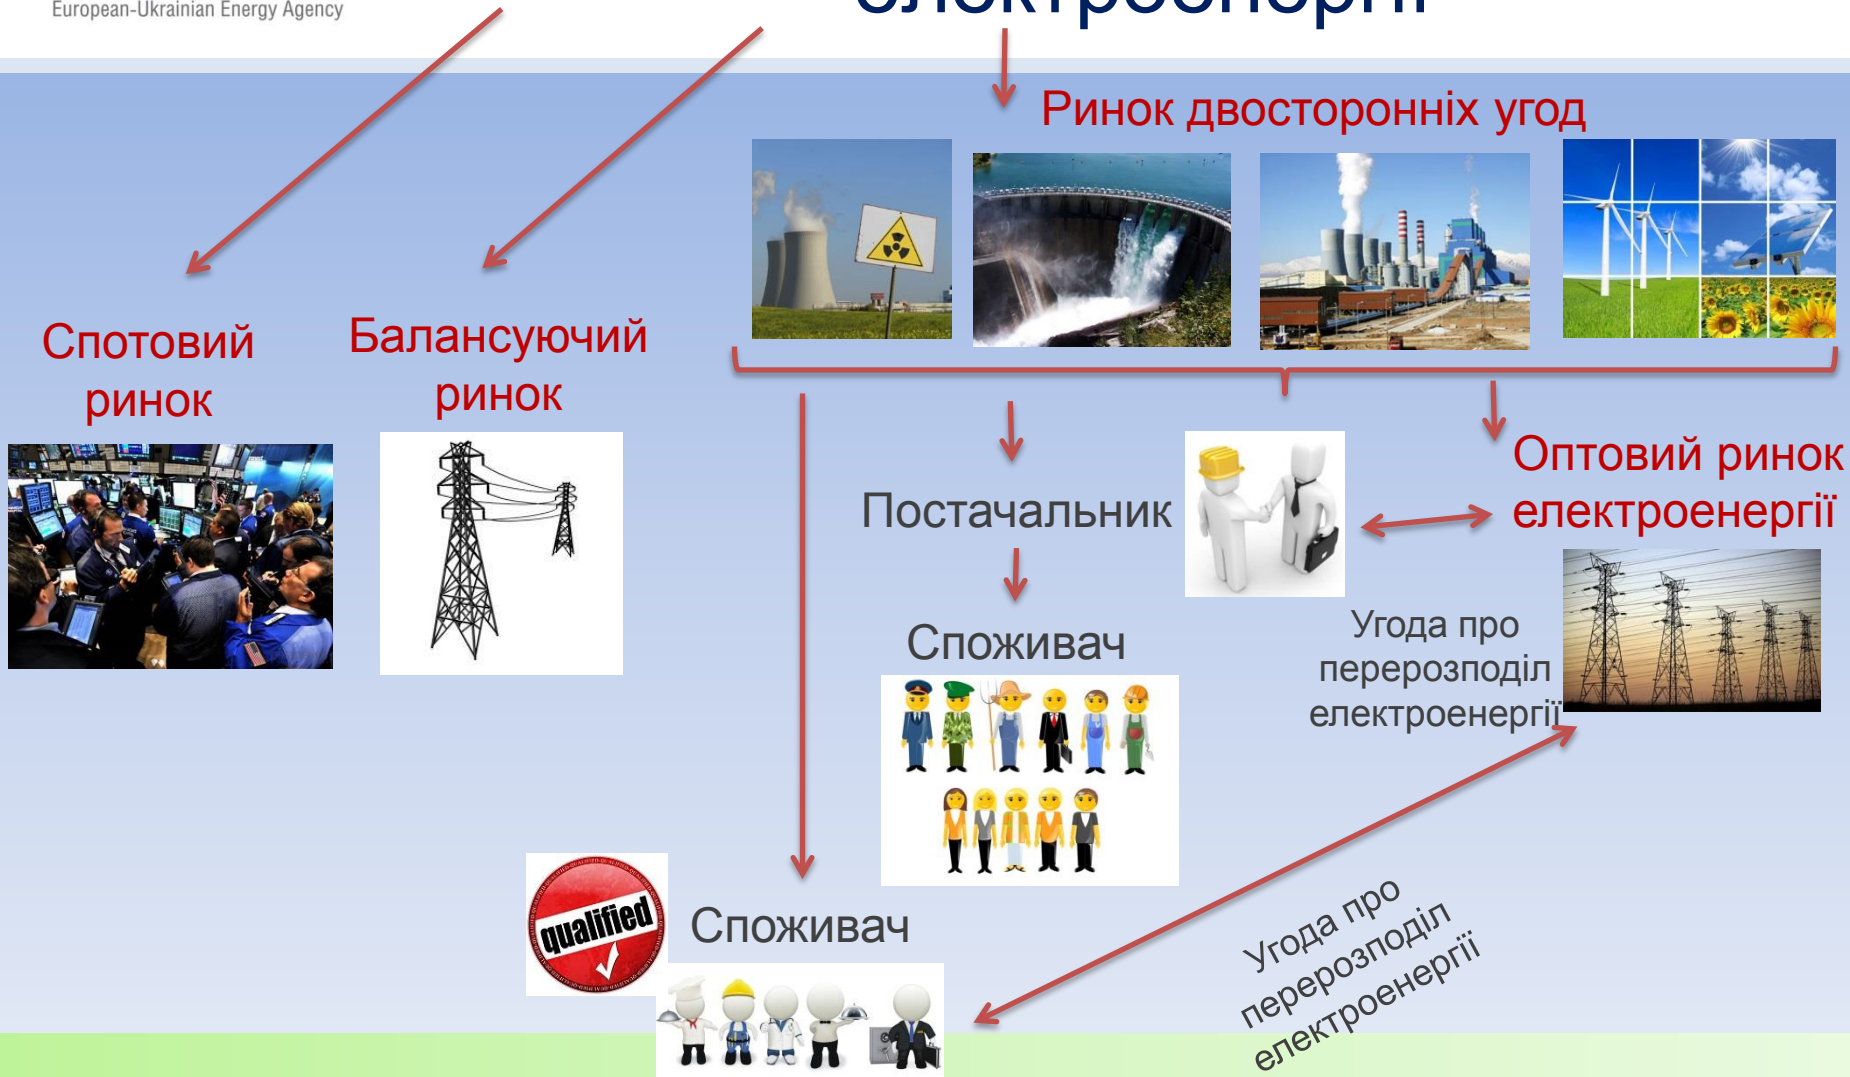 European-Ukrainian Energy Agency
електроенергії
Ринок двосторонніх угод
Спотовий
ринок
Балансуючий
ринок
Оптовий ринок
електроенергії
Постачальник
Споживач
Угода про
перерозподіл
електроенергії
qualified
Споживач
Угода про
перерозподіл
електроенергії